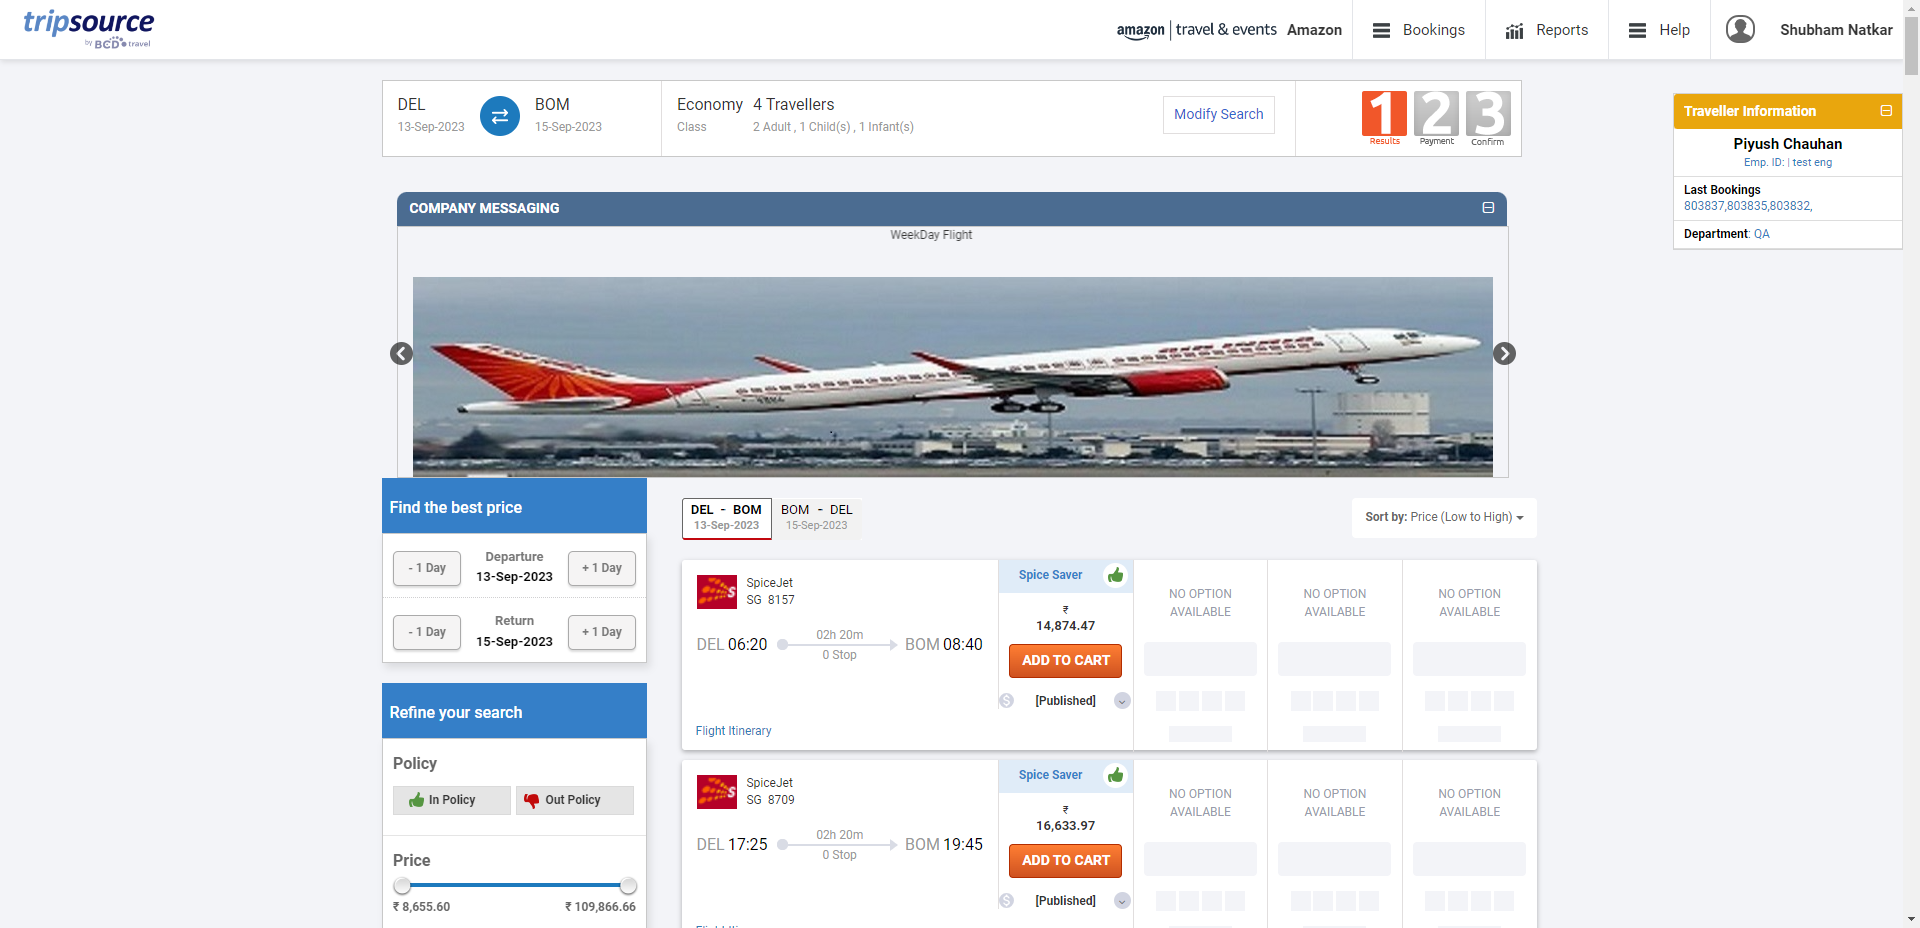 tripsource
by BCD travel
amazon | travel & events
Amazon
Bookings
Reports
Help
Shubham Natkar
DEL
13-Sep-2023
BOM
15-Sep-2023
Economy
Class
4 Travellers
2 Adult , 1 Child(s) , 1 Infant(s)
Modify Search
1
Results
2
Payment
3
Confirm
Traveller Information
Piyush Chauhan
Emp. ID: | test eng
Last Bookings
803837,803835,803832,
Department: QA
COMPANY MESSAGING
WeekDay Flight
Find the best price
- 1 Day
Departure
13-Sep-2023
+ 1 Day
- 1 Day
Return
15-Sep-2023
+ 1 Day
Refine your search
Policy
In Policy
Out Policy
Price
₹ 8,655.60
₹ 109,866.66
DEL - BOM
13-Sep-2023
BOM - DEL
15-Sep-2023
Sort by: Price (Low to High)
SpiceJet
SG 8157
DEL 06:20
02h 20m
0 Stop
BOM 08:40
Flight Itinerary
Spice Saver
₹
14,874.47
ADD TO CART
[Published]
NO OPTION
AVAILABLE
NO OPTION
AVAILABLE
NO OPTION
AVAILABLE
SpiceJet
SG 8709
DEL 17:25
02h 20m
0 Stop
BOM 19:45
Spice Saver
₹
16,633.97
ADD TO CART
[Published]
NO OPTION
AVAILABLE
NO OPTION
AVAILABLE
NO OPTION
AVAILABLE